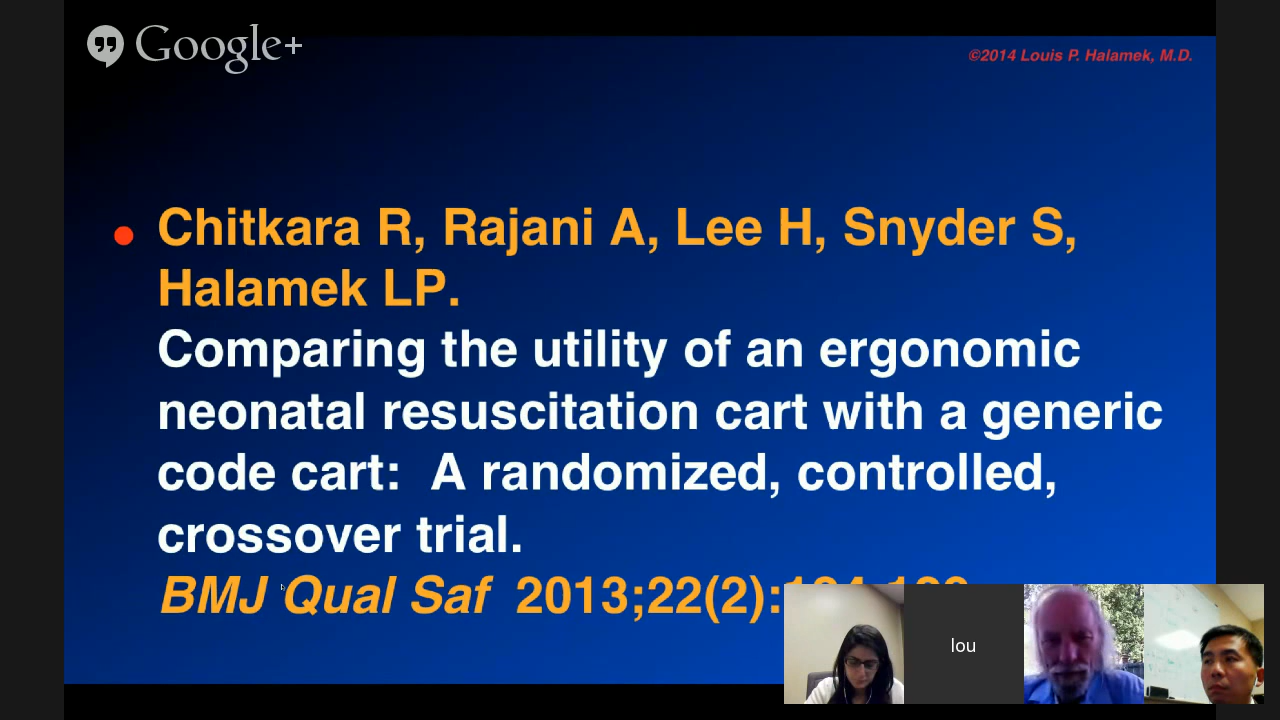 Google+
©2014 Louis P. Halamek, M.D.
• Chitkara R, Rajani A, Lee H, Snyder S,
Halamek LP.
Comparing the utility of an ergonomic
neonatal resuscitation cart with a generic
code cart: A randomized, controlled,
crossover trial.
BMJ Qual Saf 2013;22(2):
lou